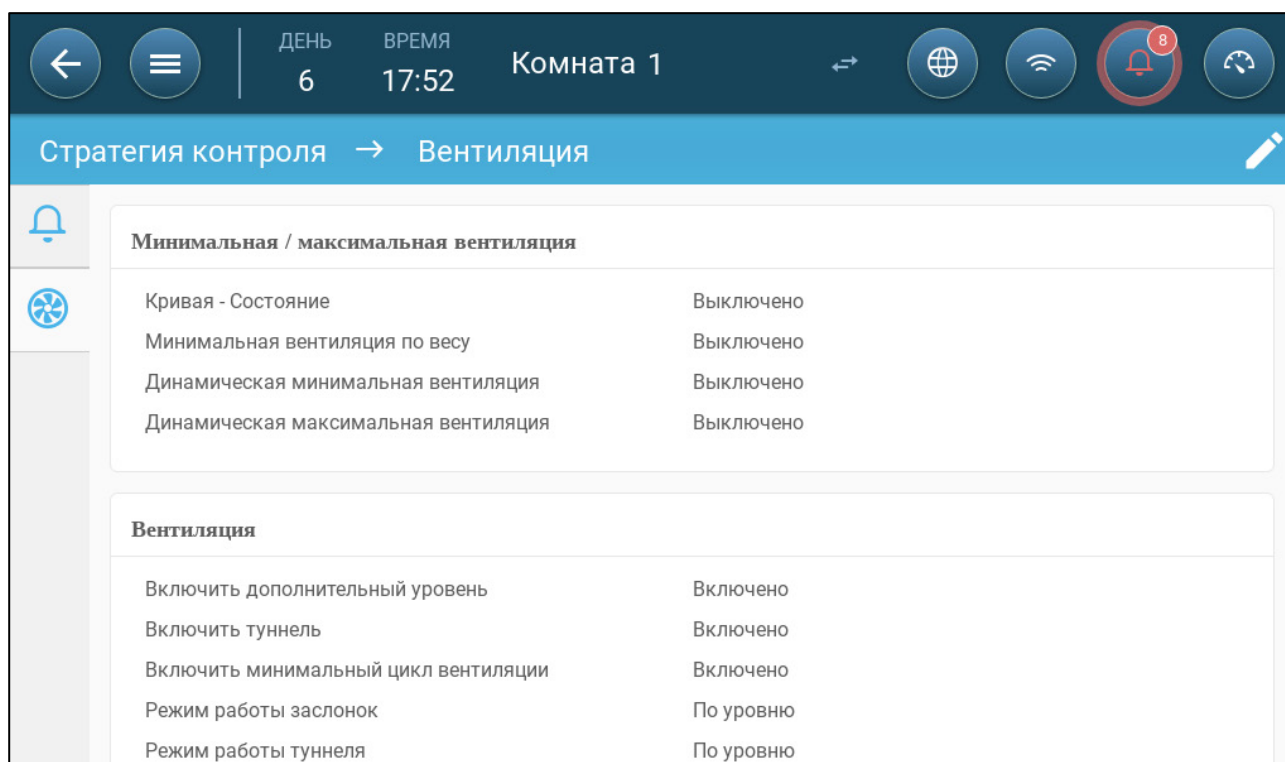 ДЕНЬ ВРЕМЯ
6 17:52 Комната 1 8
Стратегия контроля → Вентиляция
Минимальная / максимальная вентиляция
Кривая - Состояние Выключено
Минимальная вентиляция по весу Выключено
Динамическая минимальная вентиляция Выключено
Динамическая максимальная вентиляция Выключено
Вентиляция
Включить дополнительный уровень Включено
Включить туннель Включено
Включить минимальный цикл вентиляции Включено
Режим работы заслонок По уровню
Режим работы туннеля По уровню